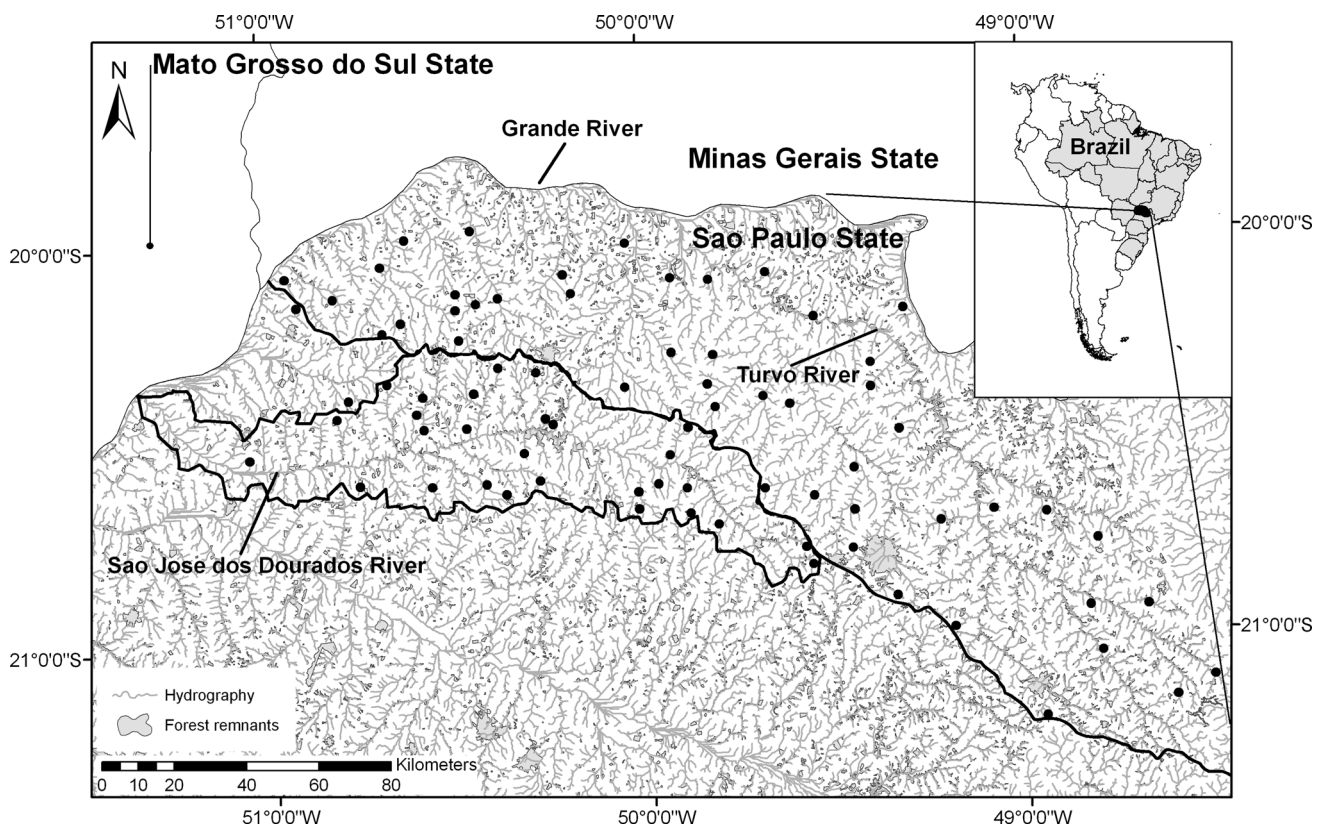 51°0'0"W
50°0'0"W
49°0'0"W
N
Mato Grosso do Sul State
Grande River
Minas Gerais State
Brazil
20°0'0"S
20°0'0"S
Sao Paulo State
Turvo River
Sao Jose dos Dourados River
21°0'0"S
21°0'0"S
Hydrography
Forest remnants
Kilometers
0 10 20 40 60 80
51°0'0"W
50°0'0"W
49°0'0"W